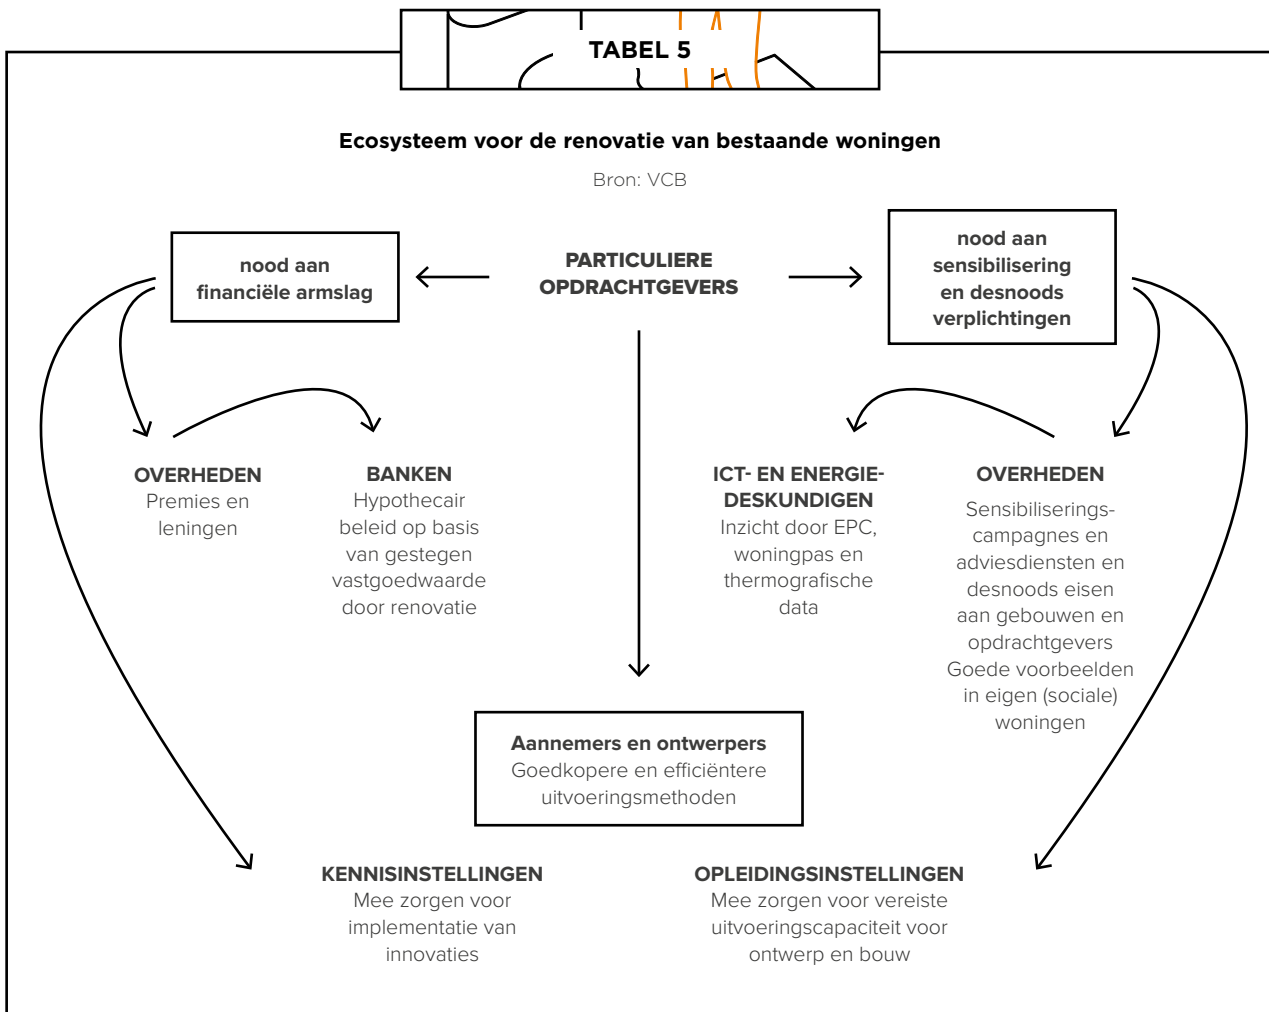 TABEL 5
Ecosysteem voor de renovatie van bestaande woningen
Bron: VCB
nood aan
financiële armslag
PARTICULIERE
OPDRACHTGEVERS
nood aan
sensibilisering
en desnoods
verplichtingen
OVERHEDEN
Premies en
leningen
BANKEN
Hypothecair
beleid op basis
van gestegen
vastgoedwaarde
door renovatie
ICT- EN ENERGIE-
DESKUNDIGEN
Inzicht door EPC,
woningpas en
thermografische
data
OVERHEDEN
Sensibiliserings-
campagnes en
adviesdiensten en
desnoods eisen
aan gebouwen en
opdrachtgevers
Goede voorbeelden
in eigen (sociale)
woningen
Aannemers en ontwerpers
Goedkopere en efficiëntere
uitvoeringsmethoden
KENNISINSTELLINGEN
Mee zorgen voor
implementatie van
innovaties
OPLEIDINGSINSTELLINGEN
Mee zorgen voor vereiste
uitvoeringscapaciteit voor
ontwerp en bouw